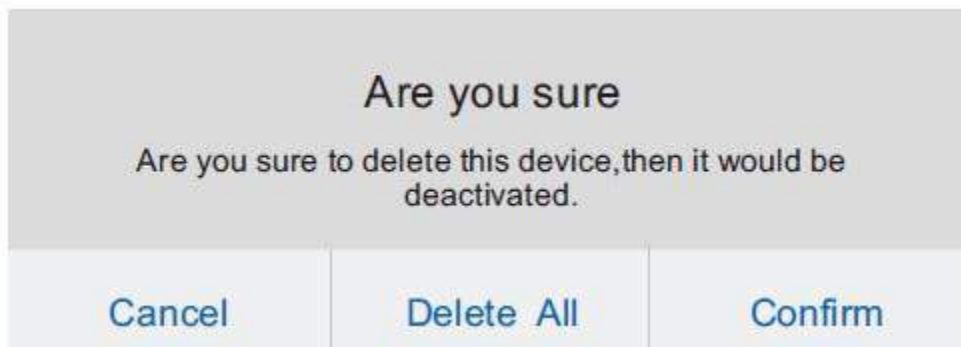 Are you sure
Are you sure to delete this device,then it would be
deactivated.
Cancel Delete All Confirm